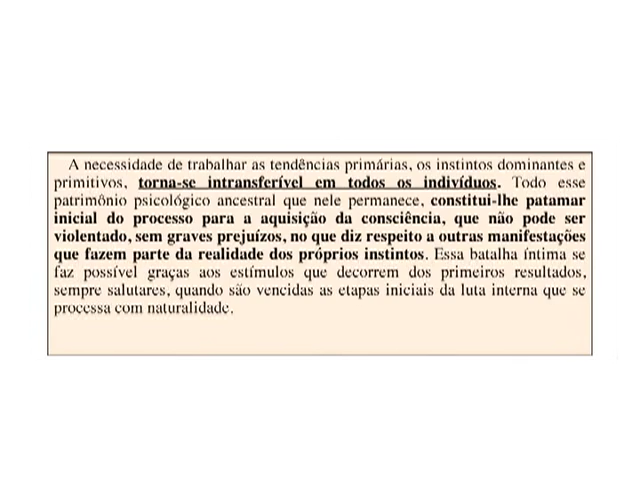 A necessidade de trabalhar as tendências primárias, os instintos dominantes e
primitivos, torna-se intransferível em todos os indivíduos. Todo esse
patrimônio psicológico ancestral que nele permanece, constitui-lhe patamar
inicial do processo para a aquisição da consciência, que não pode ser
violentado, sem graves prejuízos, no que diz respeito a outras manifestações
que fazem parte da realidade dos próprios instintos. Essa batalha íntima se
faz possível graças aos estímulos que decorrem dos primeiros resultados,
sempre salutares, quando são vencidas as etapas iniciais da luta interna que se
processa com naturalidade.